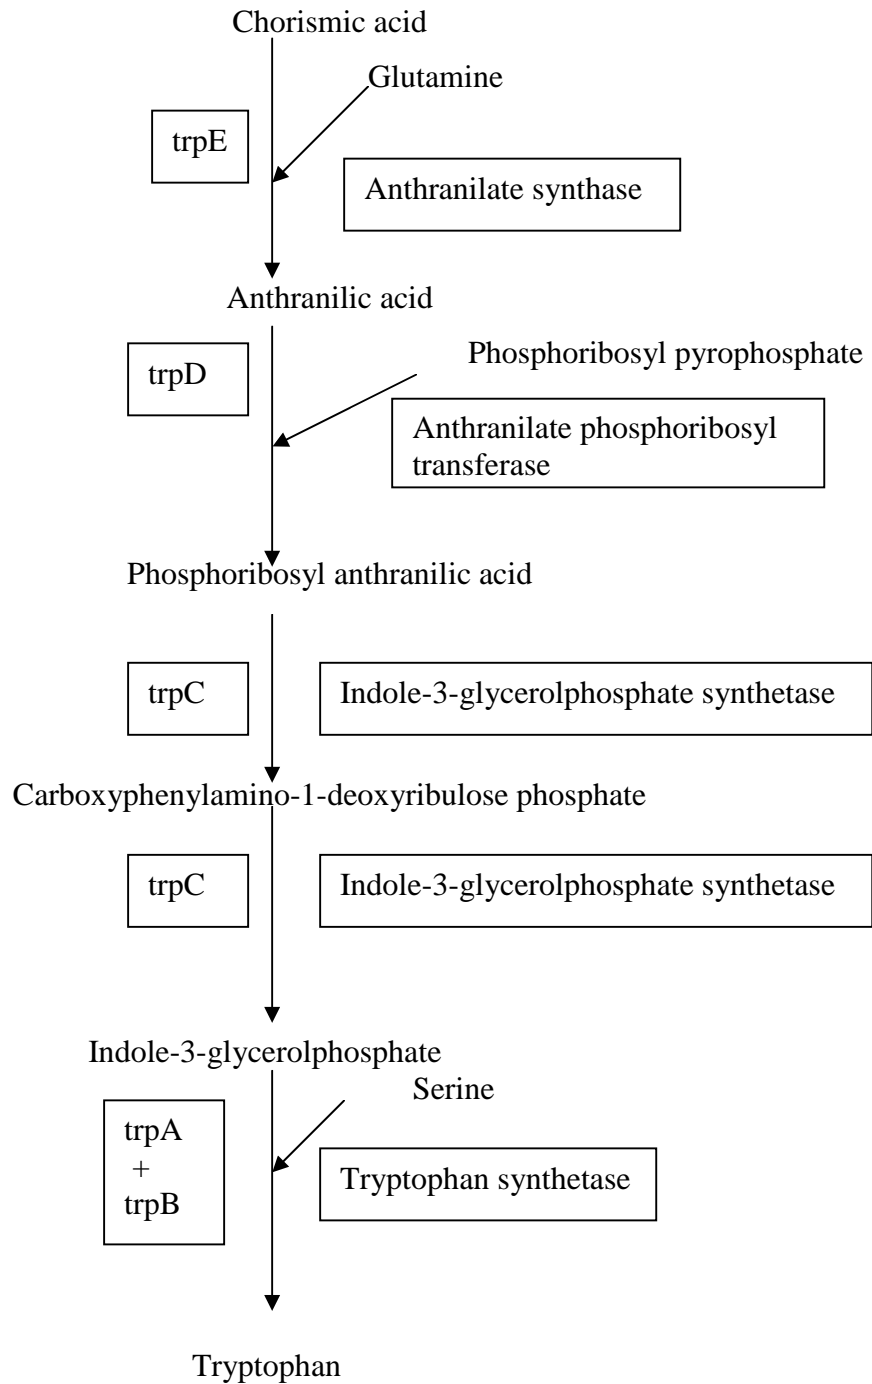 Chorismic acid
Glutamine
trpE
Anthranilate synthase
Anthranilic acid
Phosphoribosyl pyrophosphate
trpD
Anthranilate phosphoribosyl
transferase
Phosphoribosyl anthranilic acid
trpC
Indole-3-glycerolphosphate synthetase
Carboxyphenylamino-1-deoxyribulose phosphate
trpC
Indole-3-glycerolphosphate synthetase
Indole-3-glycerolphosphate
Serine
trpA
+
trpB
Tryptophan synthetase
Tryptophan